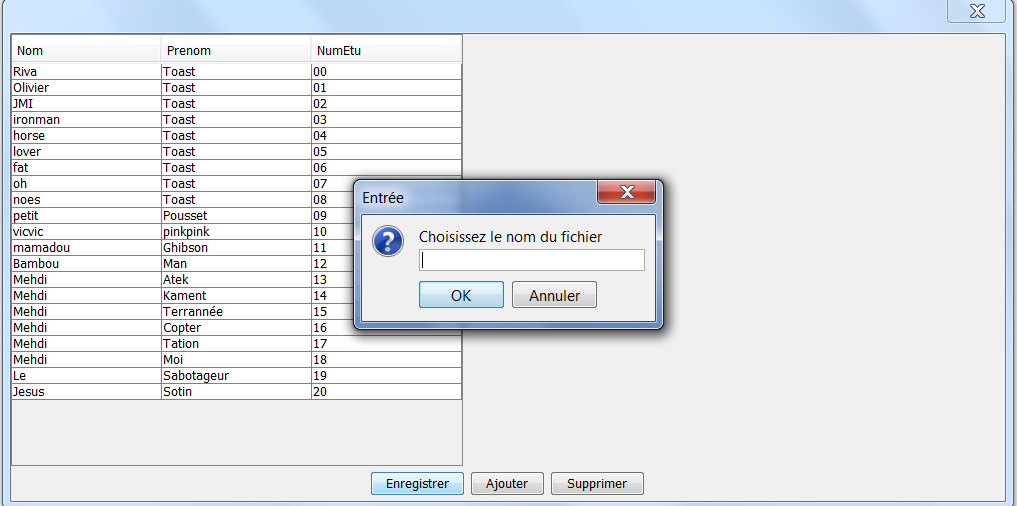 Nom Prenom NumEtu
Riva Toast 00
Olivier Toast 01
JMI Toast 02
ironman Toast 03
horse Toast 04
lover Toast 05
fat Toast 06
oh Toast 07
noes Toast 08
petit Pousset 09
vicvic pinkpink 10
mamadou Ghibson 11
Bambou Man 12
Mehdi Atek 13
Mehdi Kament 14
Mehdi Terrannée 15
Mehdi Copter 16
Mehdi Tation 17
Mehdi Moi 18
Le Sabotageur 19
Jesus Sotin 20
Entrée
Choisissez le nom du fichier
OK Annuler
Enregistrer Ajouter Supprimer